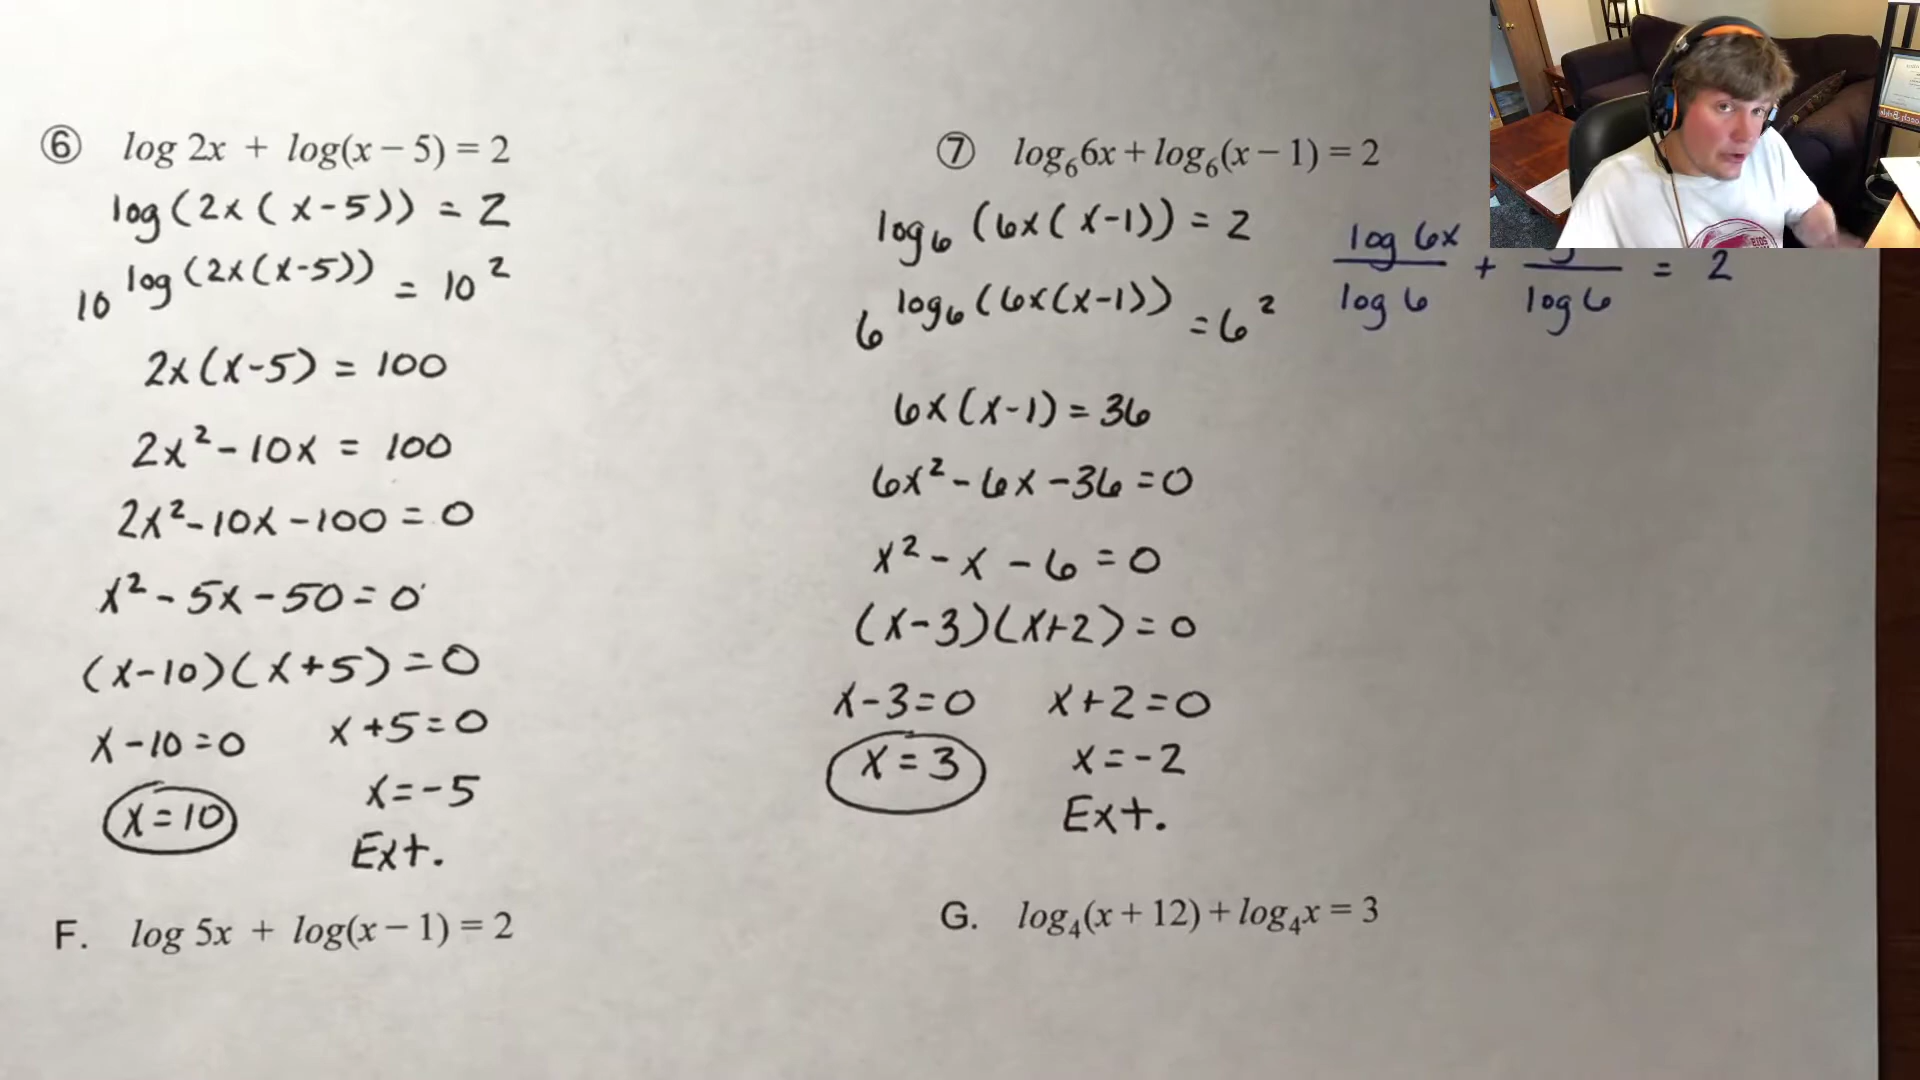 ⑥ log 2x + log(x − 5) = 2
log(2x(x-5)) = 2
10^log(2x(x-5)) = 10^2
2x(x-5) = 100
2x² - 10x = 100
2x² - 10x - 100 = 0
x² - 5x - 50 = 0
(x-10)(x+5) = 0
x-10=0 x+5=0
x=10 x=-5
Ext.
F. log 5x + log(x − 1) = 2
⑦ log₆6x + log₆(x − 1) = 2
log₆(6x(x-1)) = 2
6^log₆(6x(x-1)) = 6^2
6x(x-1) = 36
6x² - 6x - 36 = 0
x² - x - 6 = 0
(x-3)(x+2) = 0
x-3=0 x+2=0
x=3 x=-2
Ext.
G. log₄(x + 12) + log₄x = 3
log 6x
+ = 2
log 6 log 6